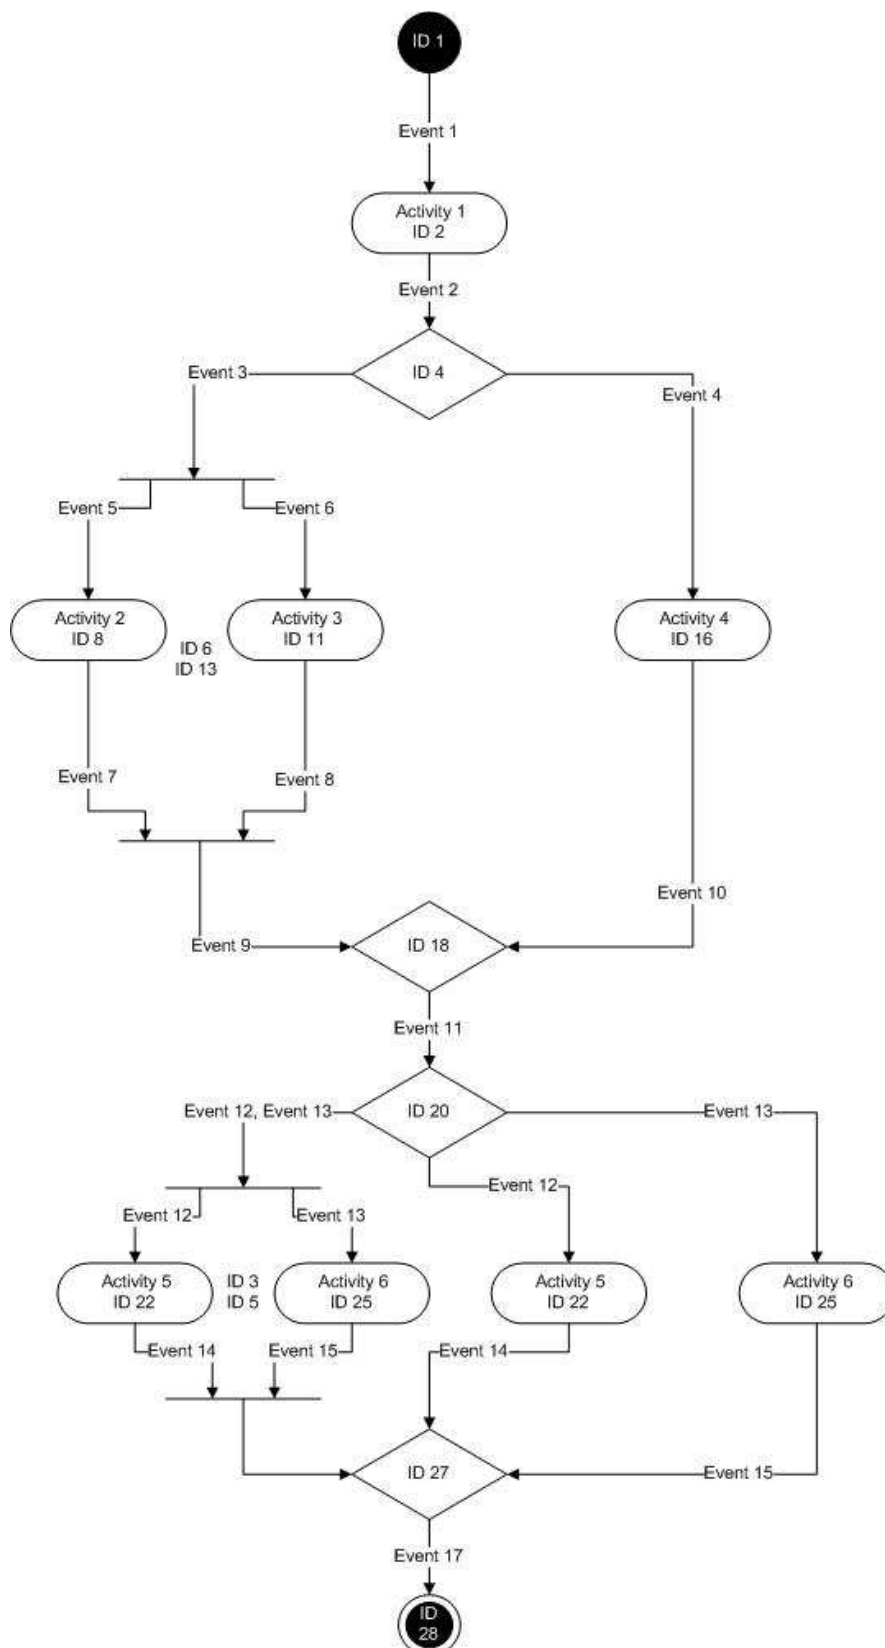 ID 1
Event 1
Activity 1
ID 2
Event 2
ID 4
Event 3
Event 4
Event 5
Event 6
Activity 2
ID 8
Activity 3
ID 11
ID 6
ID 13
Activity 4
ID 16
Event 7
Event 8
Event 10
Event 9
ID 18
Event 11
ID 20
Event 12, Event 13
Event 13
Event 12
Event 12
Event 13
Activity 5
ID 22
ID 3
ID 5
Activity 6
ID 25
Activity 5
ID 22
Activity 6
ID 25
Event 14
Event 15
Event 14
ID 27
Event 15
Event 17
ID
28